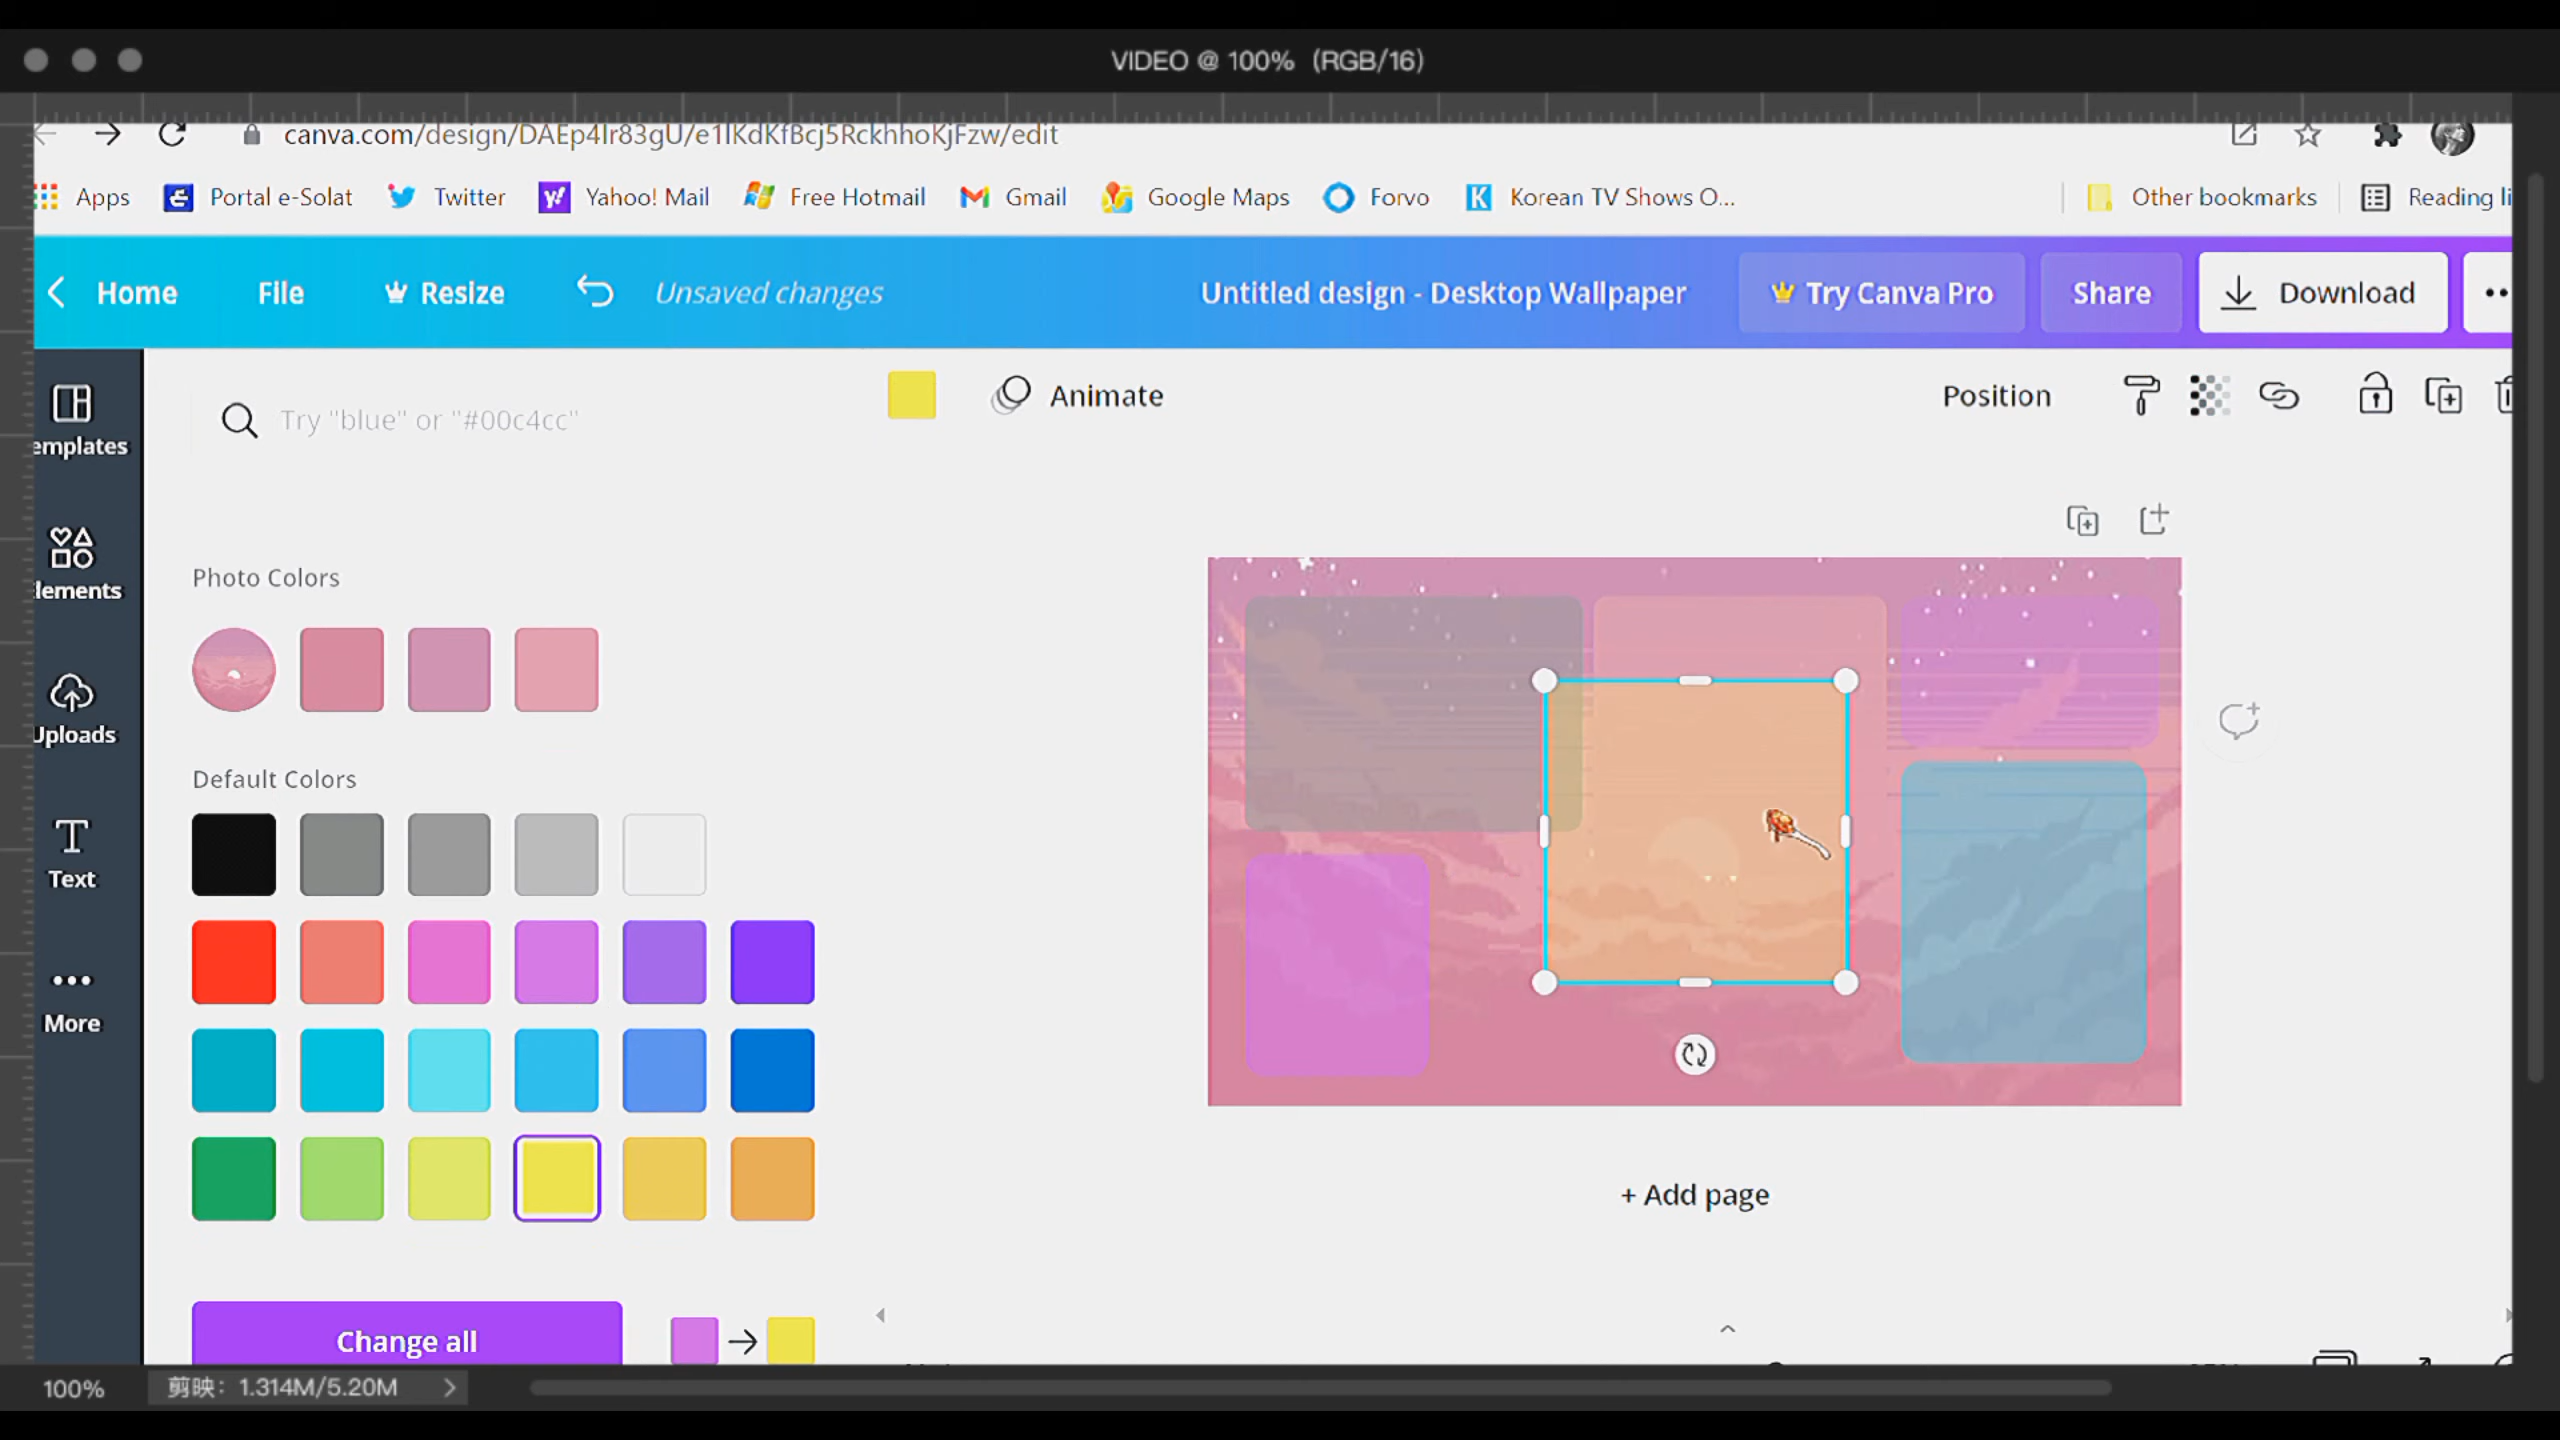 VIDEO @ 100% (RGB/16)
canva.com/design/DAEp4Ir83gU/e1lKdKfBcj5RckhhoKjFzw/edit
Apps Portal e-Solat Twitter Yahoo! Mail Free Hotmail Gmail Google Maps Forvo Korean TV Shows O... Other bookmarks Reading li
Home File Resize Unsaved changes Untitled design - Desktop Wallpaper Try Canva Pro Share Download
Try "blue" or "#00c4cc" Animate Position
emplates
lements
Uploads
Text
More
Photo Colors
Default Colors
+ Add page
Change all
100% 剪映: 1.314M/5.20M